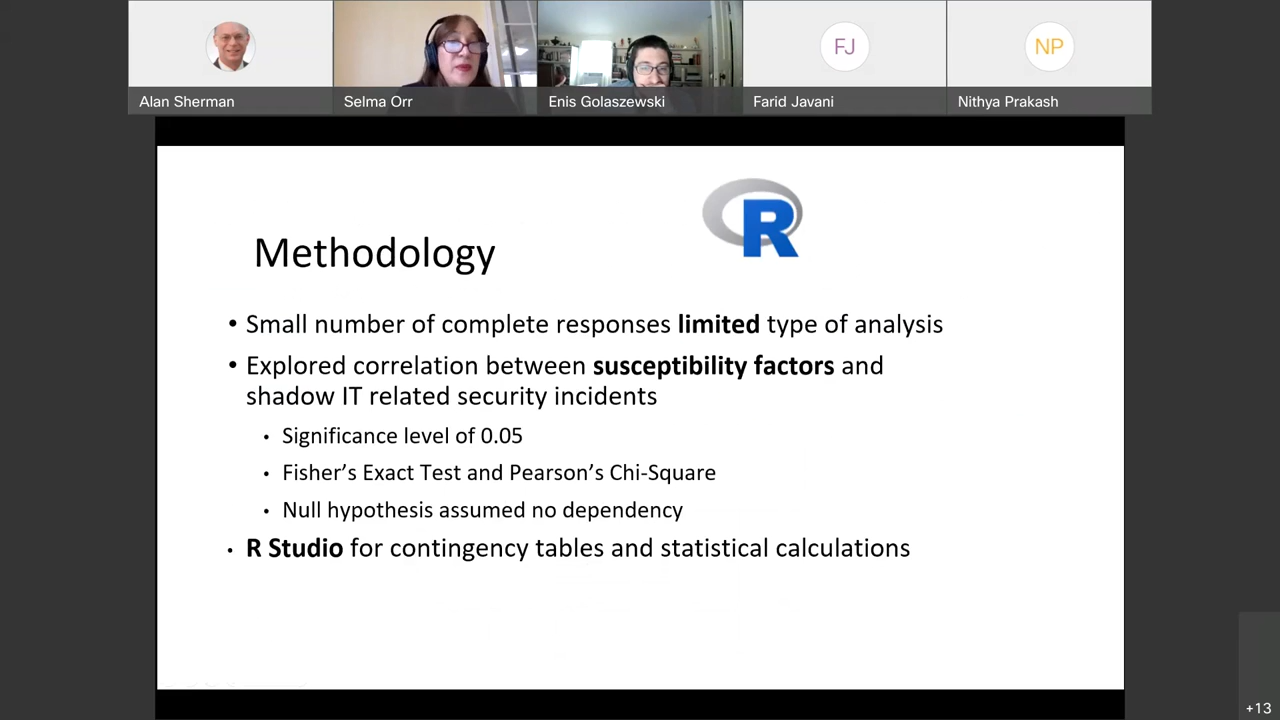 FJ
NP
Alan Sherman
Selma Orr
Enis Golaszewski
Farid Javani
Nithya Prakash
R
Methodology
• Small number of complete responses limited type of analysis
• Explored correlation between susceptibility factors and
shadow IT related security incidents
• Significance level of 0.05
• Fisher’s Exact Test and Pearson’s Chi-Square
• Null hypothesis assumed no dependency
• R Studio for contingency tables and statistical calculations
+13